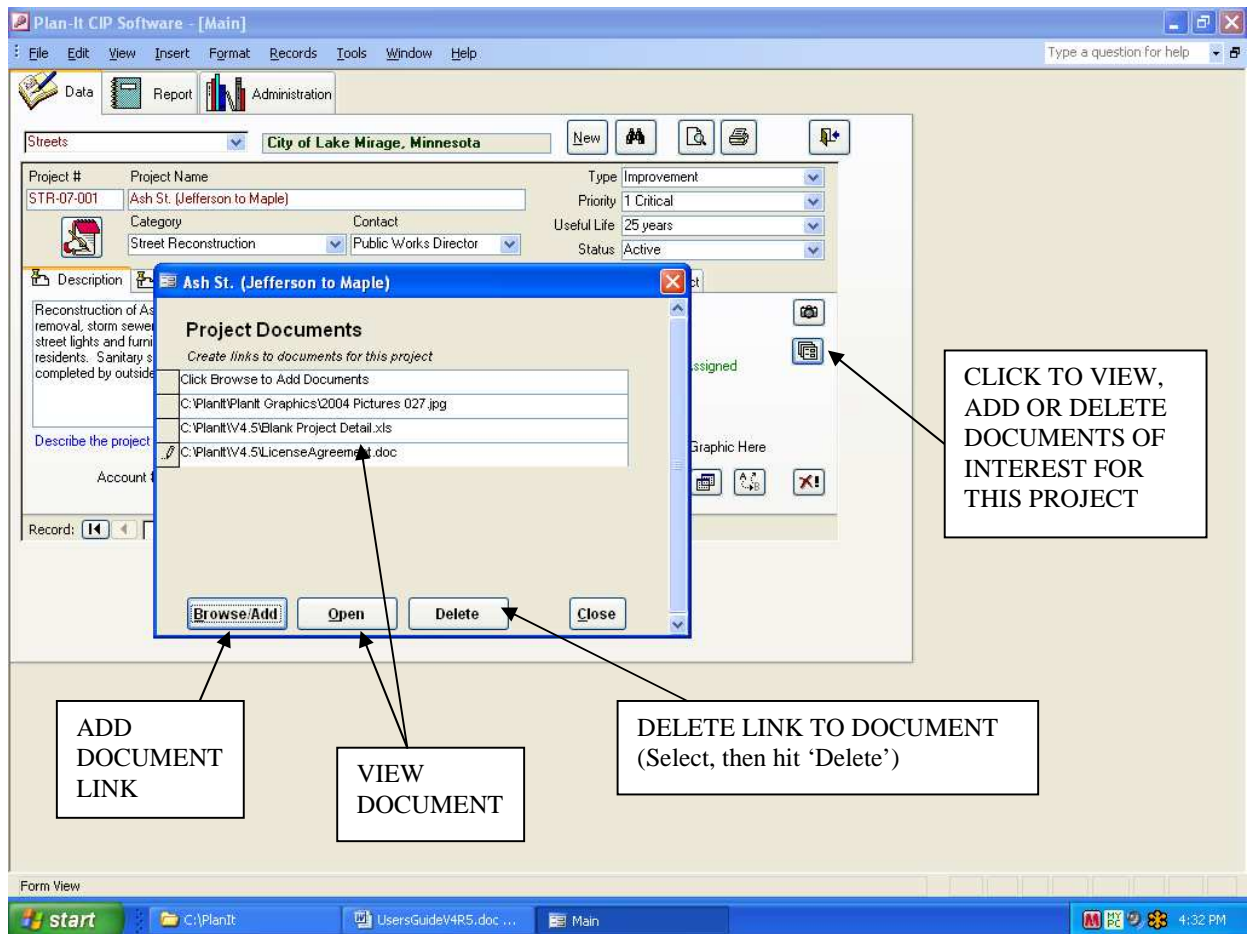 Plan-It CIP Software - [Main]
File Edit View Insert Format Records Tools Window Help
Type a question for help
Data Report Administration
Streets
City of Lake Mirage, Minnesota
New
Project # Project Name
STR-07-001 Ash St. (Jefferson to Maple)
Category Contact
Street Reconstruction Public Works Director
Type Improvement
Priority 1 Critical
Useful Life 25 years
Status Active
Description
Reconstruction of As
removal, storm sewer
street lights and furni
residents. Sanitary s
completed by outside
Describe the project
Account #
Record:
ct
ssigned
Graphic Here
Ash St. (Jefferson to Maple)
Project Documents
Create links to documents for this project
Click Browse to Add Documents
C:\PlanIt\PlanIt Graphics\2004 Pictures 027.jpg
C:\PlanIt\V4.5\Blank Project Detail.xls
C:\PlanIt\V4.5\LicenseAgreement.doc
Browse/Add Open Delete Close
CLICK TO VIEW,
ADD OR DELETE
DOCUMENTS OF
INTEREST FOR
THIS PROJECT
ADD
DOCUMENT
LINK
VIEW
DOCUMENT
DELETE LINK TO DOCUMENT
(Select, then hit ‘Delete’)
Form View
start C:\PlanIt UsersGuideV4R5.doc ... Main 4:32 PM